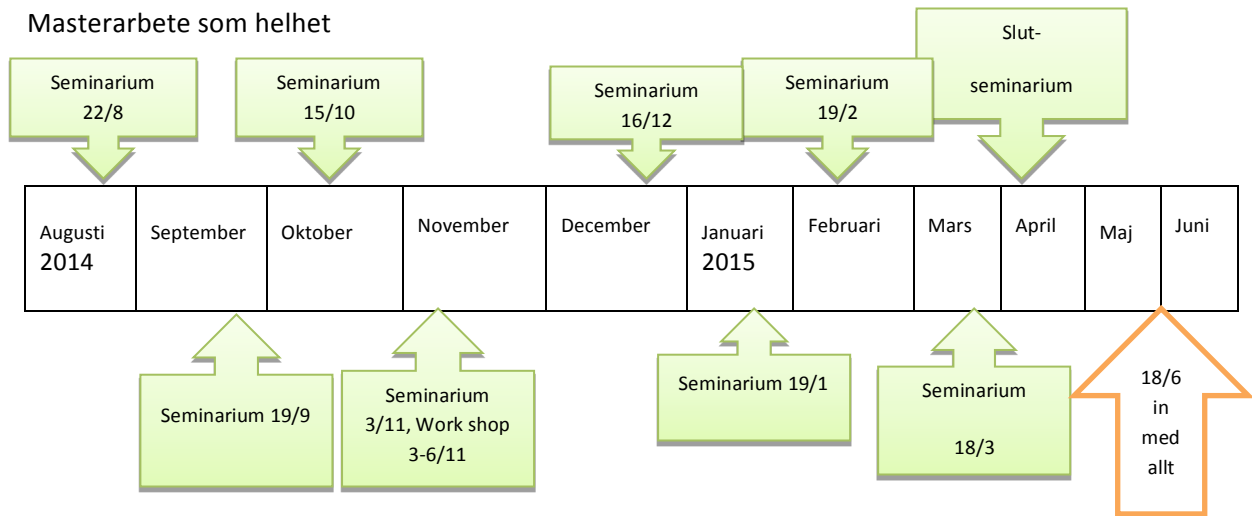 Masterarbete som helhet
Seminarium
22/8
Seminarium
15/10
Seminarium
16/12
Seminarium
19/2
Slut-
seminarium
Augusti
2014
September
Oktober
November
December
Januari
2015
Februari
Mars
April
Maj
Juni
Seminarium 19/9
Seminarium
3/11, Work shop
3-6/11
Seminarium 19/1
Seminarium
18/3
18/6
in
med
allt